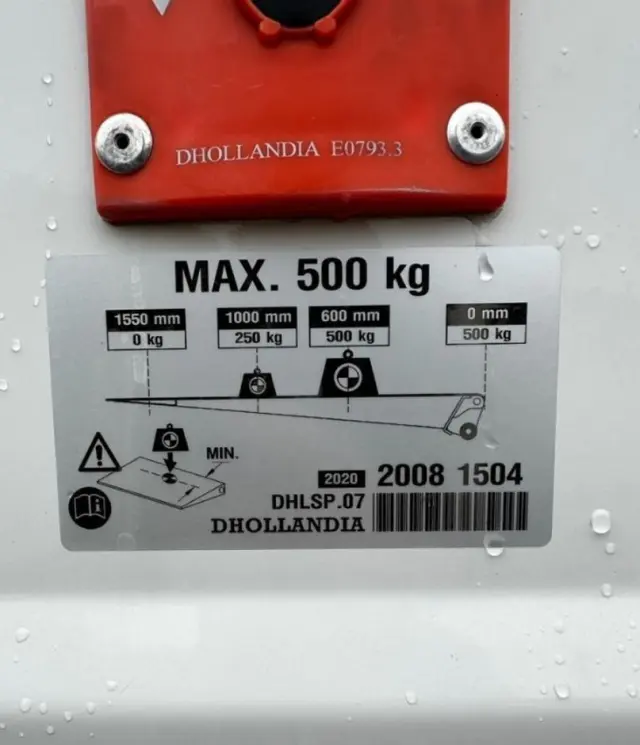 DHOLLANDIA E0793.3
MAX. 500 kg
1550 mm 1000 mm 600 mm 0 mm
0 kg 250 kg 500 kg 500 kg
MIN.
2020 2008 1504
DHLSP.07
DHOLLANDIA